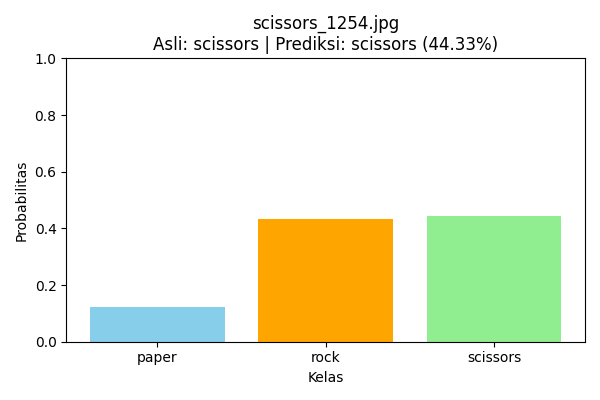 scissors_1254.jpg
Asli: scissors | Prediksi: scissors (44.33%)
Probabilitas
1.0
0.8
0.6
0.4
0.2
0.0
paper
rock
scissors
Kelas